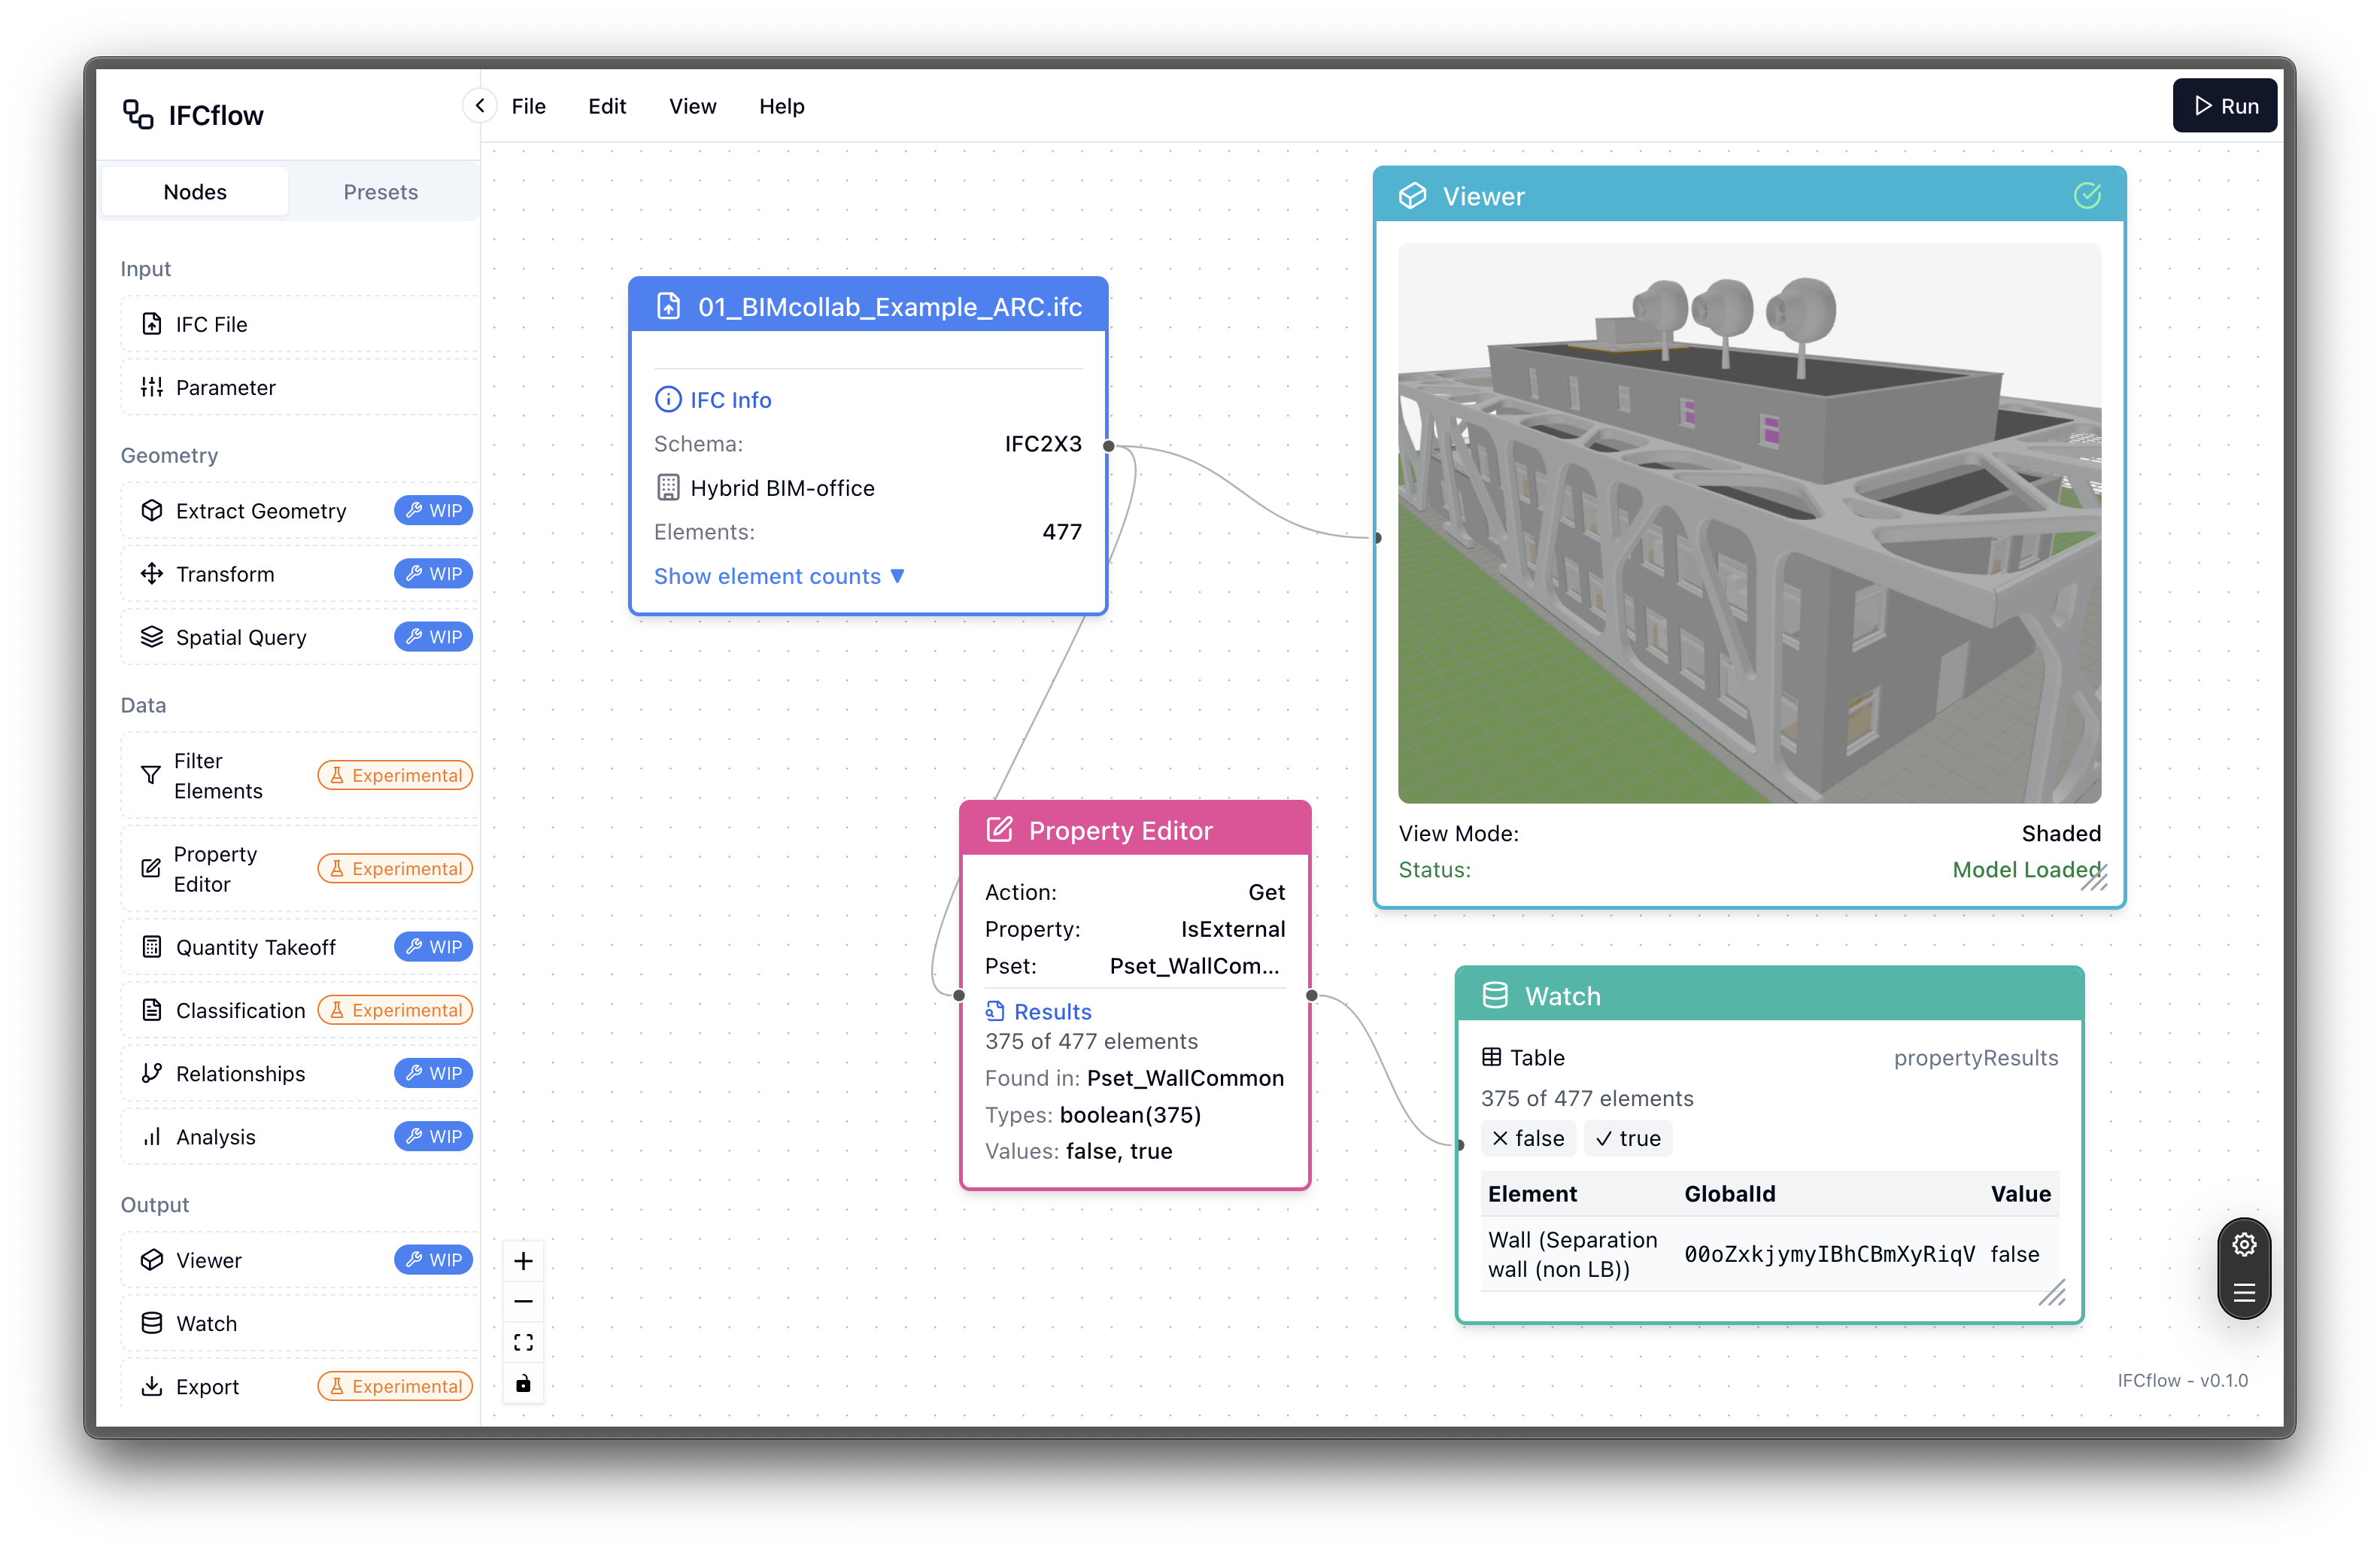 IFCflow
File Edit View Help
Run
Nodes Presets
Input
IFC File
Parameter
Geometry
Extract Geometry WIP
Transform WIP
Spatial Query WIP
Data
Filter
Elements
Experimental
Property
Editor
Experimental
Quantity Takeoff WIP
Classification Experimental
Relationships WIP
Analysis WIP
Output
Viewer WIP
Watch
Export Experimental
01_BIMcollab_Example_ARC.ifc
IFC Info
Schema: IFC2X3
Hybrid BIM-office
Elements: 477
Show element counts ▼
Viewer
View Mode: Shaded
Status: Model Loaded
Property Editor
Action: Get
Property: IsExternal
Pset: Pset_WallCom...
Results
375 of 477 elements
Found in: Pset_WallCommon
Types: boolean(375)
Values: false, true
Watch
Table propertyResults
375 of 477 elements
false true
Element GlobalId Value
Wall (Separation
wall (non LB))
00oZxkjymyIBhCBmXyRiqV false
IFCflow - v0.1.0